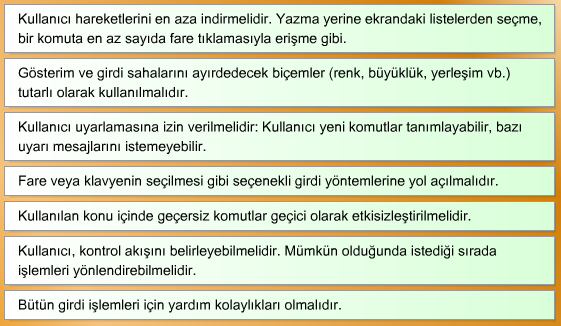 Kullanıcı hareketlerini en aza indirmelidir. Yazma yerine ekrandaki listelerden seçme,
bir komuta en az sayıda fare tıklamasıyla erişme gibi.
Gösterim ve girdi sahalarını ayırdedecek biçemler (renk, büyüklük, yerleşim vb.)
tutarlı olarak kullanılmalıdır.
Kullanıcı uyarlamasına izin verilmelidir: Kullanıcı yeni komutlar tanımlayabilir, bazı
uyarı mesajlarını istemeyebilir.
Fare veya klavyenin seçilmesi gibi seçenekli girdi yöntemlerine yol açılmalıdır.
Kullanılan konu içinde geçersiz komutlar geçici olarak etkisizleştirilmelidir.
Kullanıcı, kontrol akışını belirleyebilmelidir. Mümkün olduğunda istediği sırada
işlemleri yönlendirebilmelidir.
Bütün girdi işlemleri için yardım kolaylıkları olmalıdır.